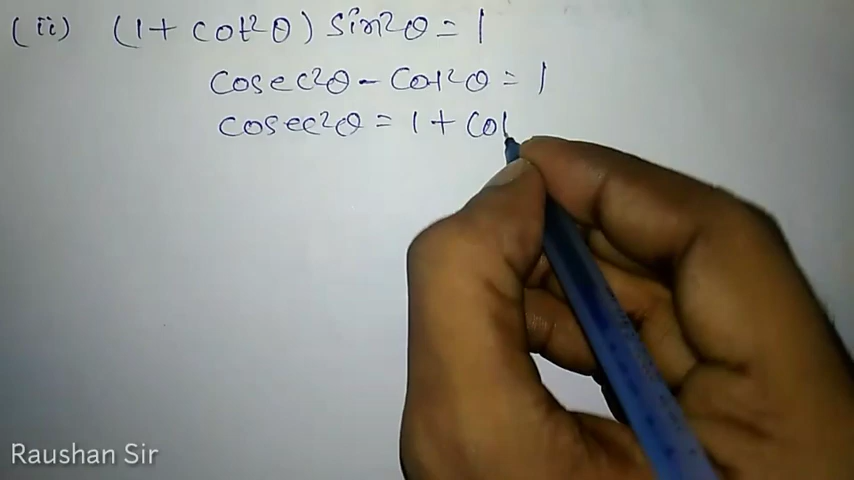 (ii) (1 + cot²θ) sin²θ = 1
cosec²θ - cot²θ = 1
cosec²θ = 1 + cot
Raushan Sir